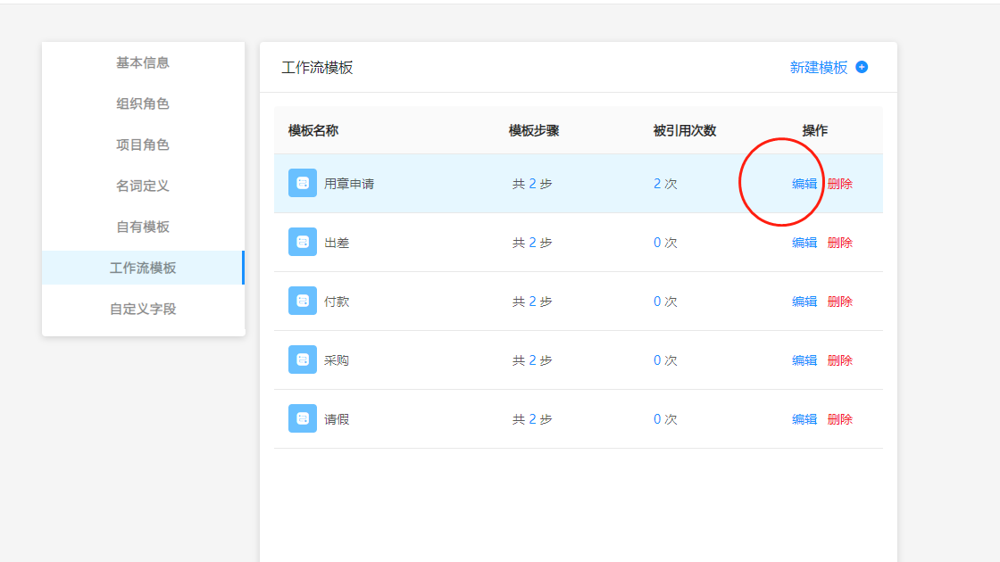 基本信息
组织角色
项目角色
名词定义
自有模板
工作流模板
自定义字段
工作流模板 新建模板
模板名称 模板步骤 被引用次数 操作
用章申请 共 2 步 2 次 编辑 删除
出差 共 2 步 0 次 编辑 删除
付款 共 2 步 0 次 编辑 删除
采购 共 2 步 0 次 编辑 删除
请假 共 2 步 0 次 编辑 删除